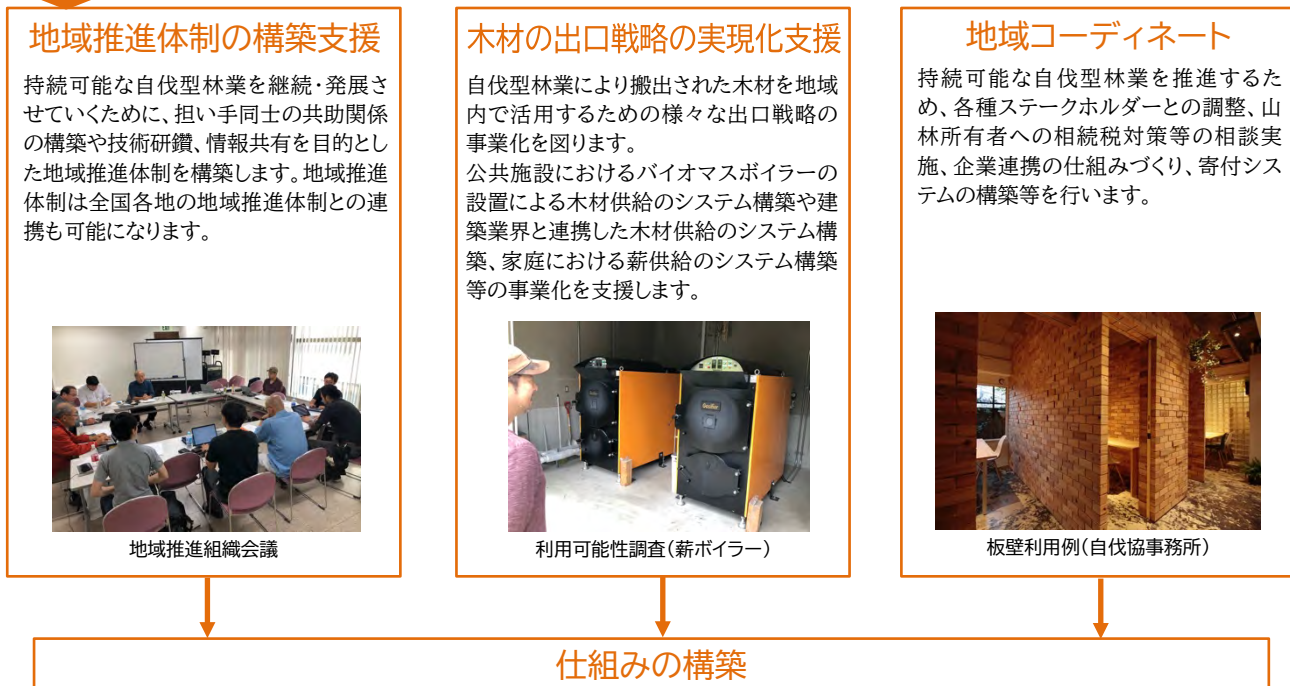 地域推進体制の構築支援
持続可能な自伐型林業を継続・発展さ
せていくために、担い手同士の共助関係
の構築や技術研鑽、情報共有を目的とし
た地域推進体制を構築します。地域推進
体制は全国各地の地域推進体制との連
携も可能になります。
地域推進組織会議
木材の出口戦略の実現化支援
自伐型林業により搬出された木材を地域
内で活用するための様々な出口戦略の
事業化を図ります。
公共施設におけるバイオマスボイラーの
設置による木材供給のシステム構築や建
築業界と連携した木材供給のシステム構
築、家庭における薪供給のシステム構築
等の事業化を支援します。
利用可能性調査(薪ボイラー)
地域コーディネート
持続可能な自伐型林業を推進するた
め、各種ステークホルダーとの調整、山
林所有者への相続税対策等の相談実
施、企業連携の仕組みづくり、寄付シス
テムの構築等を行います。
板壁利用例(自伐協事務所)
仕組みの構築